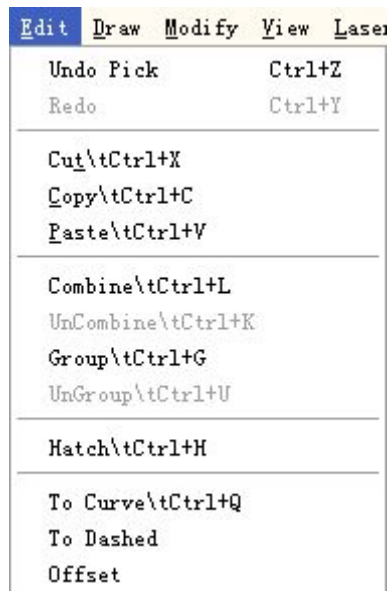 Edit Draw Modify View Laser
Undo Pick Ctrl+Z
Redo Ctrl+Y
Cut\tCtrl+X
Copy\tCtrl+C
Paste\tCtrl+V
Combine\tCtrl+L
UnCombine\tCtrl+K
Group\tCtrl+G
UnGroup\tCtrl+U
Hatch\tCtrl+H
To Curve\tCtrl+Q
To Dashed
Offset